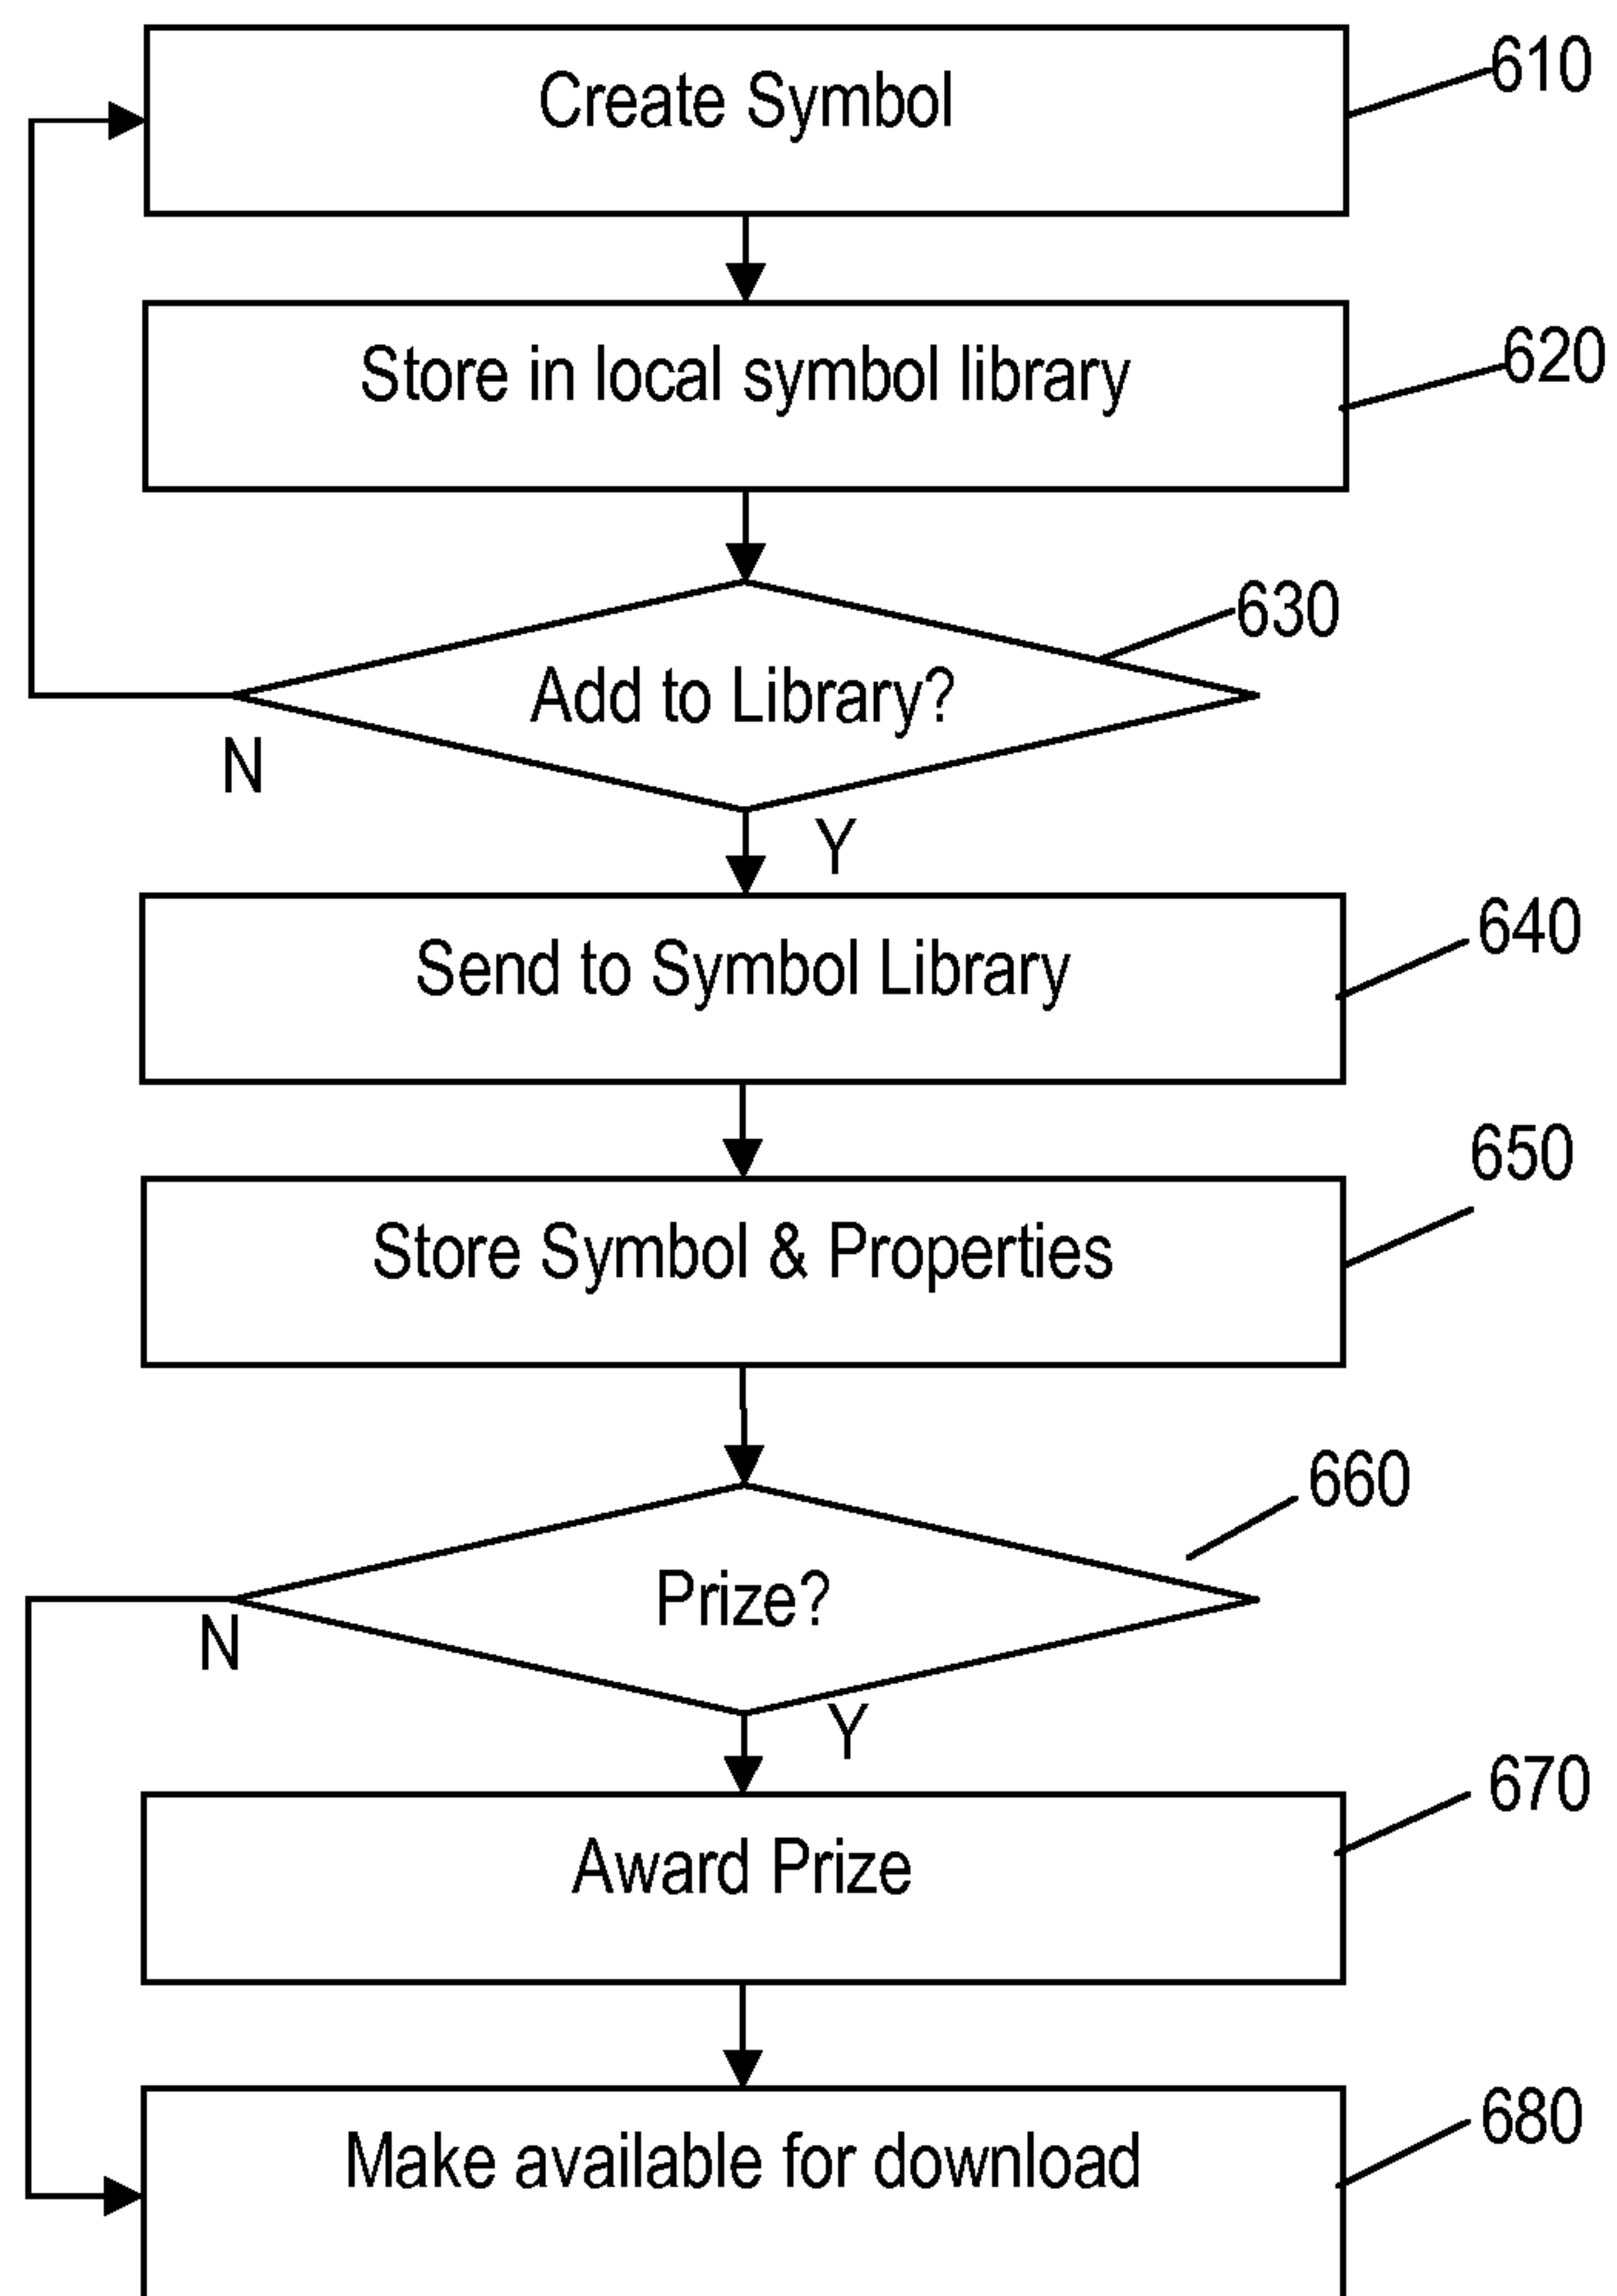 Create Symbol
610
Store in local symbol library
620
630
Add to Library?
N
Y
Send to Symbol Library
640
650
Store Symbol & Properties
660
Prize?
N
Y
670
Award Prize
680
Make available for download